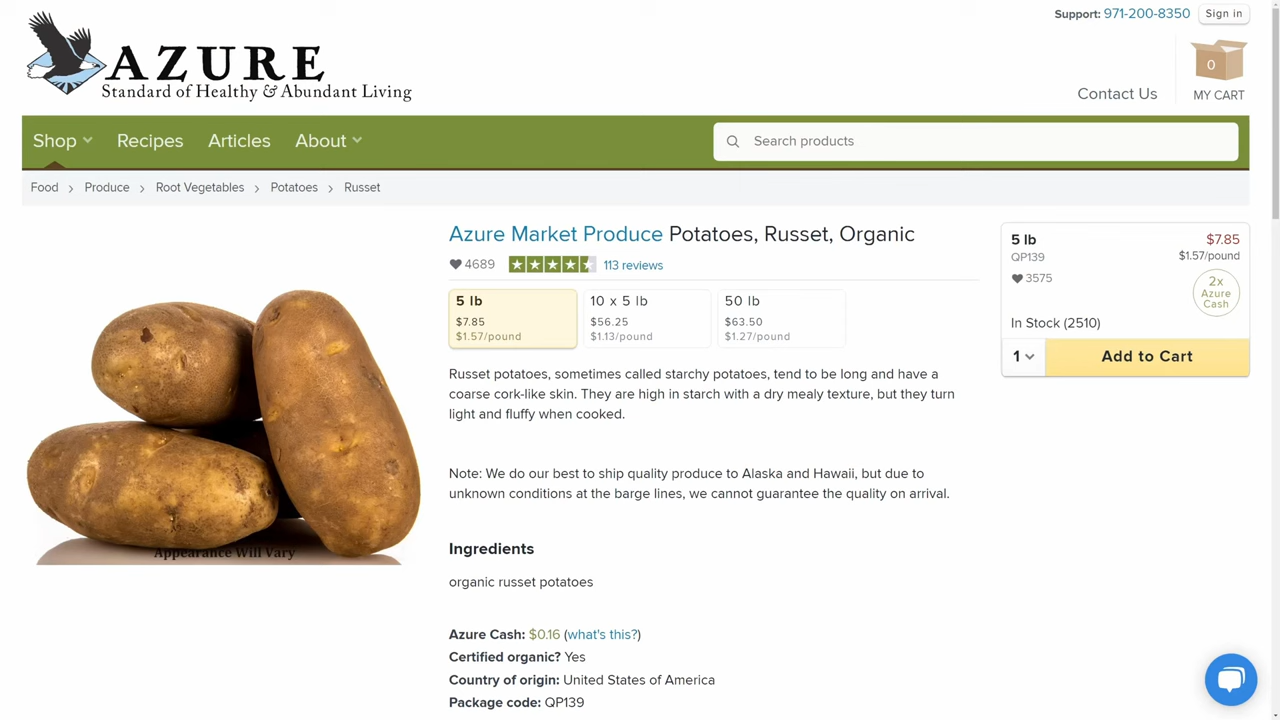 Support: 971-200-8350 Sign in
AZURE
Standard of Healthy & Abundant Living
Contact Us
0
MY CART
Shop Recipes Articles About
Search products
Food > Produce > Root Vegetables > Potatoes > Russet
Azure Market Produce Potatoes, Russet, Organic
4689 113 reviews
5 lb
$7.85
$1.57/pound
10 x 5 lb
$56.25
$1.13/pound
50 lb
$63.50
$1.27/pound
Russet potatoes, sometimes called starchy potatoes, tend to be long and have a
coarse cork-like skin. They are high in starch with a dry mealy texture, but they turn
light and fluffy when cooked.
Note: We do our best to ship quality produce to Alaska and Hawaii, but due to
unknown conditions at the barge lines, we cannot guarantee the quality on arrival.
Ingredients
organic russet potatoes
Azure Cash: $0.16 (what's this?)
Certified organic? Yes
Country of origin: United States of America
Package code: QP139
5 lb $7.85
QP139 $1.57/pound
3575
2x
Azure
Cash
In Stock (2510)
1 Add to Cart
Appearance Will Vary